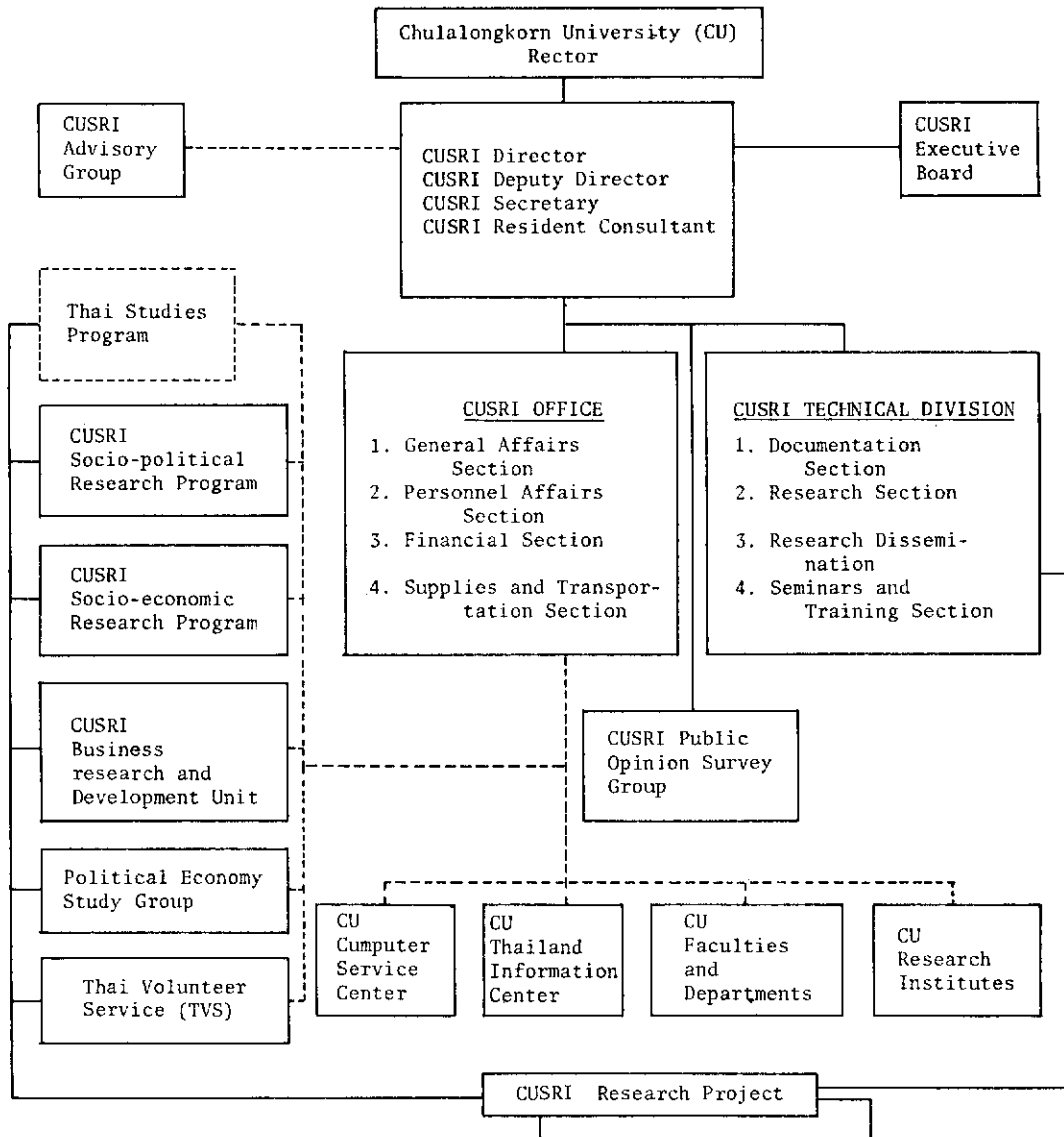 Chulalongkorn University (CU)
Rector
CUSRI
Advisory
Group
CUSRI Director
CUSRI Deputy Director
CUSRI Secretary
CUSRI Resident Consultant
CUSRI
Executive
Board
Thai Studies
Program
CUSRI
Socio-political
Research Program
CUSRI
Socio-economic
Research Program
CUSRI
Business
research and
Development Unit
Political Economy
Study Group
Thai Volunteer
Service (TVS)
CUSRI OFFICE
1. General Affairs
Section
2. Personnel Affairs
Section
3. Financial Section
4. Supplies and Transpor-
tation Section
CUSRI TECHNICAL DIVISION
1. Documentation
Section
2. Research Section
3. Research Dissemi-
nation
4. Seminars and
Training Section
CUSRI Public
Opinion Survey
Group
CU
Cumputer
Service
Center
CU
Thailand
Information
Center
CU
Faculties
and
Departments
CU
Research
Institutes
CUSRI Research Project